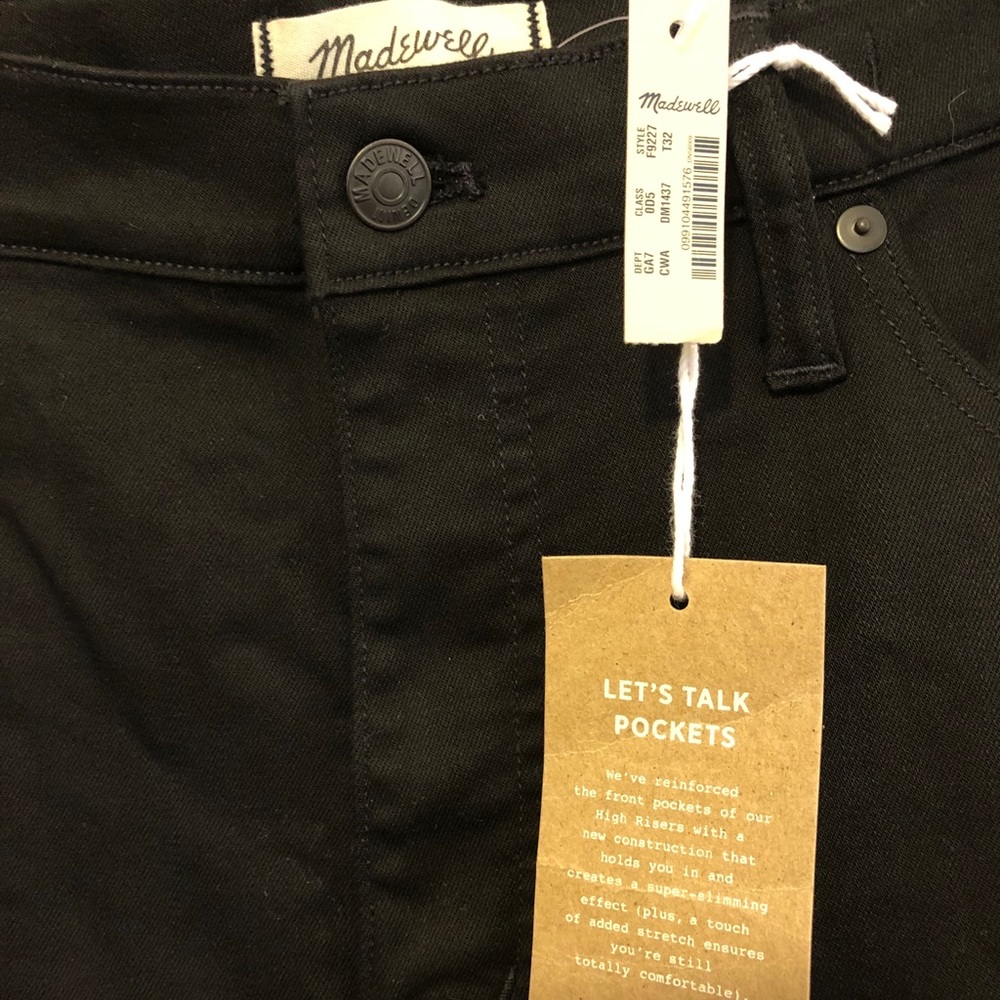 Madewell
MADEWELL
DENIM
Madewell
STYLE
F9227
T32
CLASS
0D5
DM1437
DEPT
GA7
CWA
099104491576
LET'S TALK
POCKETS
We've reinforced
the front pockets of our
High Risers with a
new construction that
holds you in and
creates a super-slimming
effect (plus, a touch
of added stretch ensures
you're still
totally comfortable).